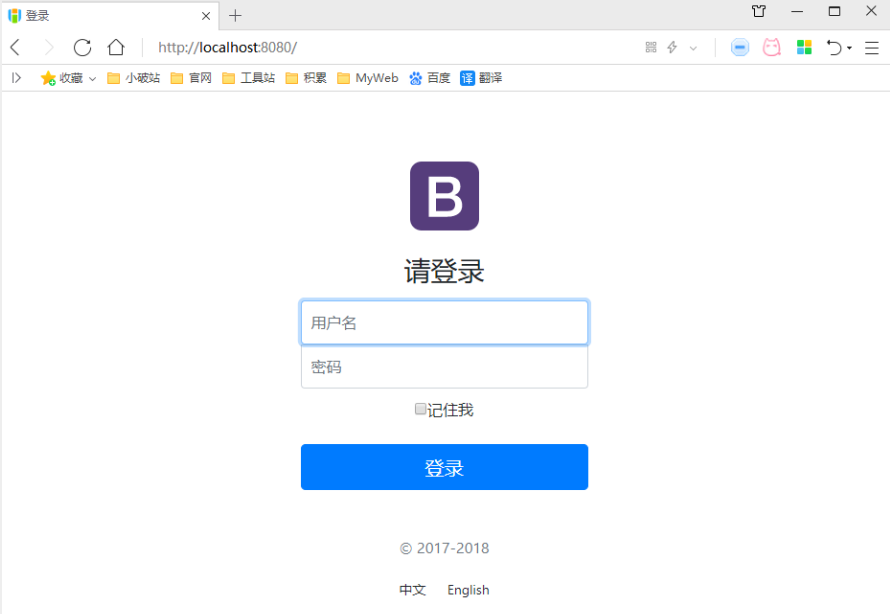 登录
http://localhost:8080/
收藏 小破站 官网 工具站 积累 MyWeb 百度 译 翻译
B
请登录
用户名
密码
记住我
登录
© 2017-2018
中文 English